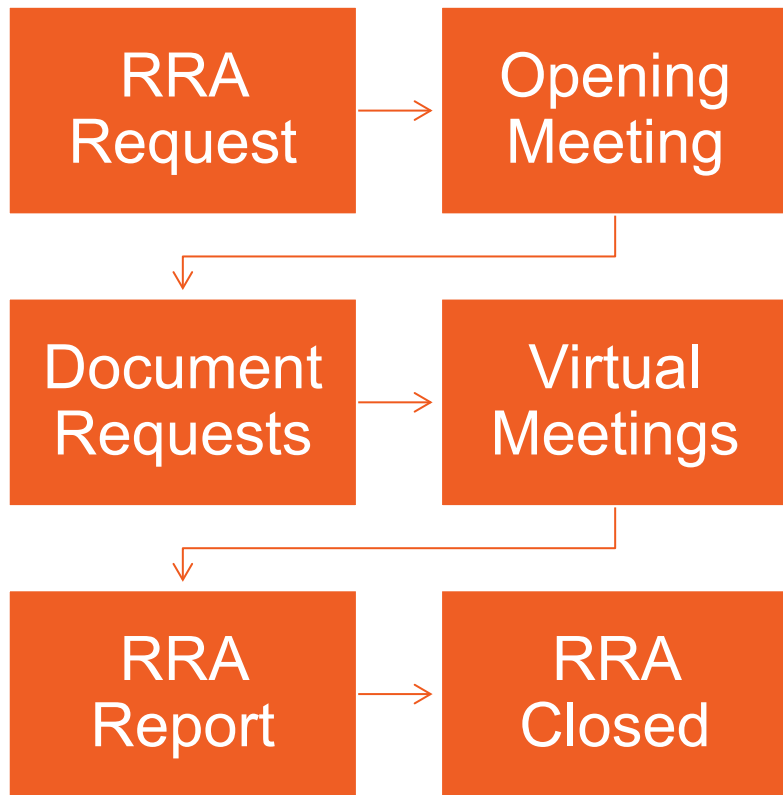 RRA
Request
Opening
Meeting
Document
Requests
Virtual
Meetings
RRA
Report
RRA
Closed